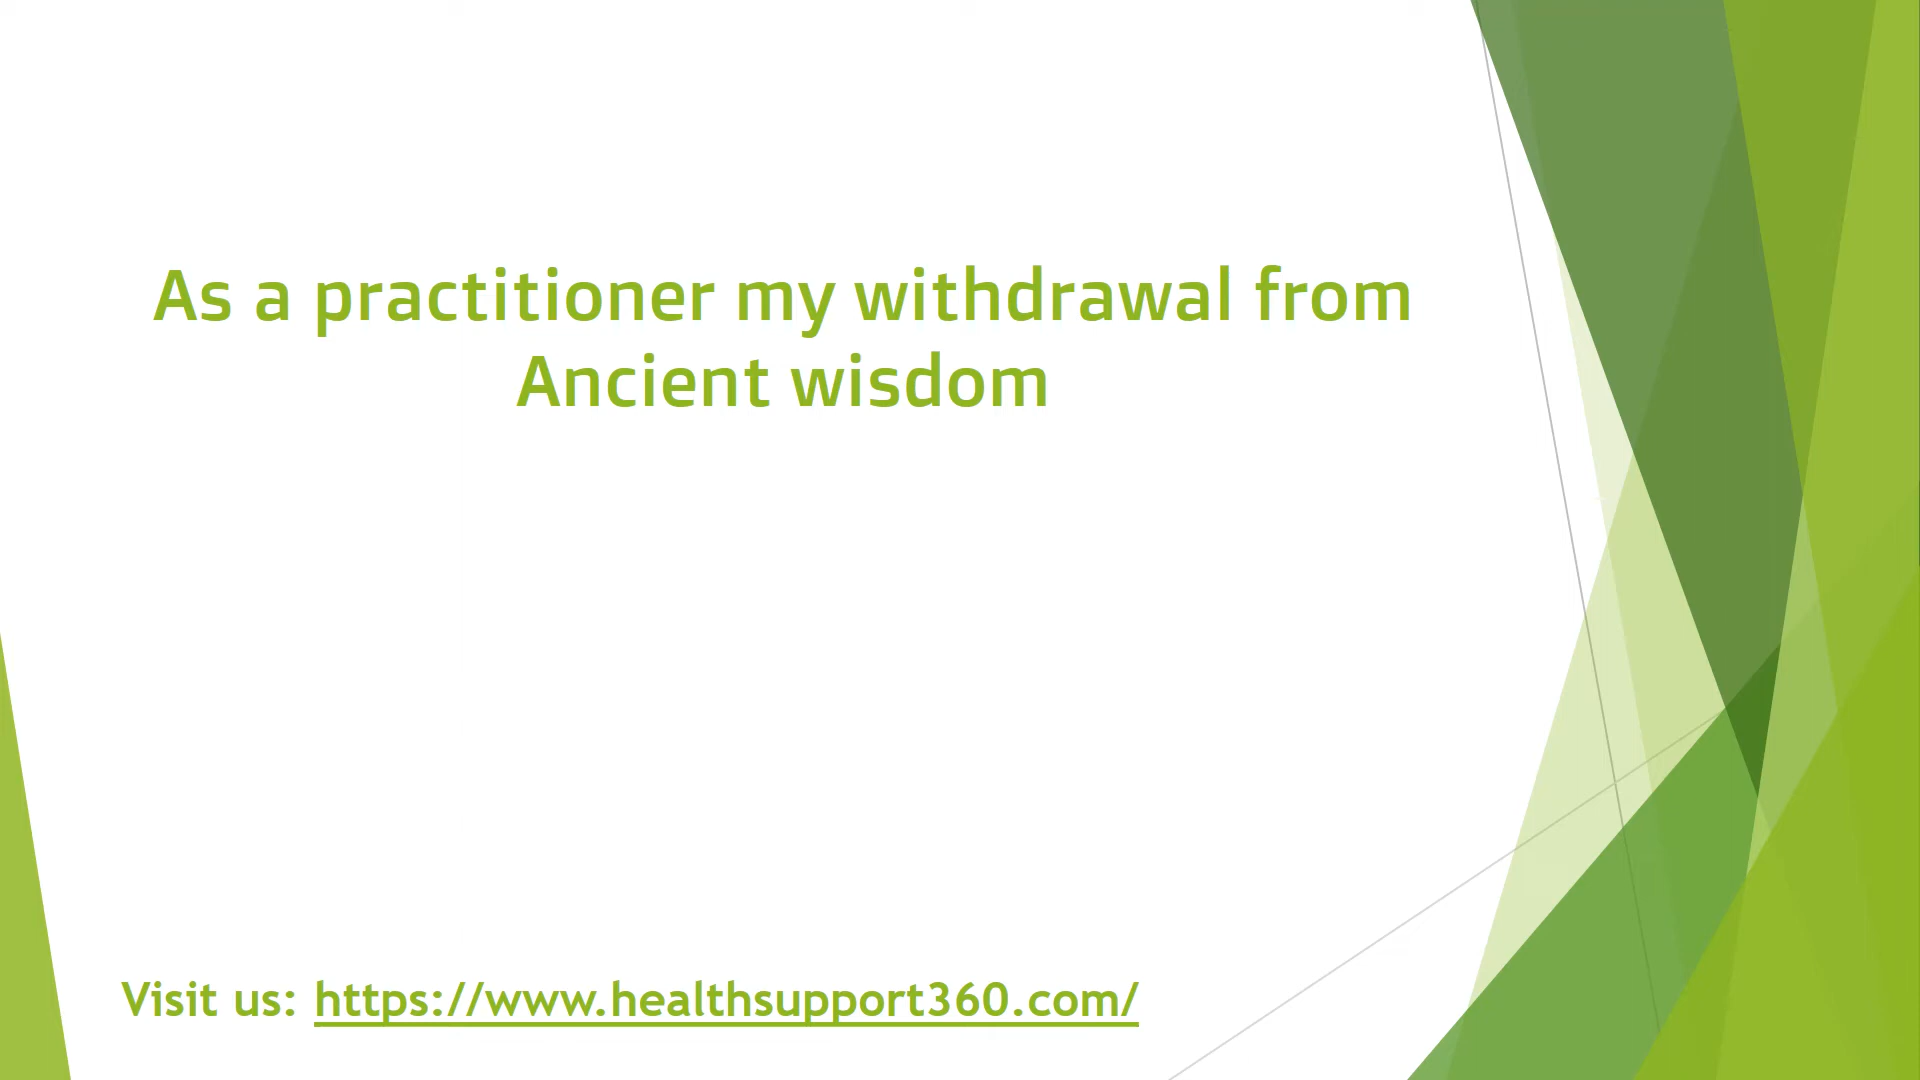 As a practitioner my withdrawal from
Ancient wisdom
Visit us: https://www.healthsupport360.com/